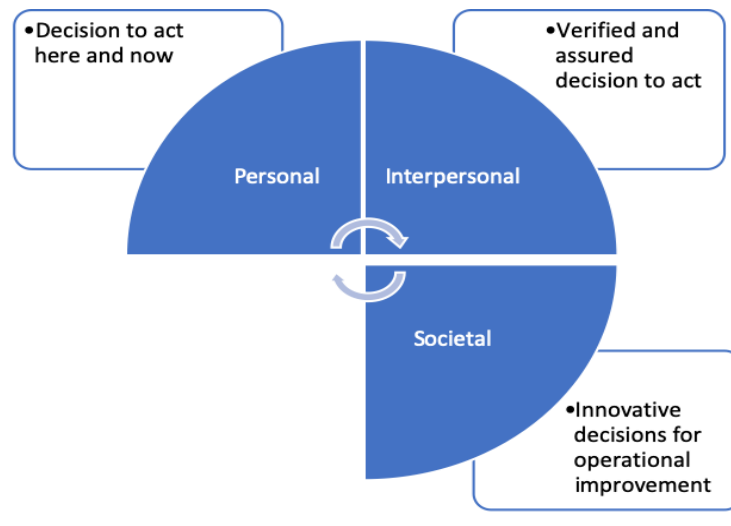 •Decision to act
here and now
•Verified and
assured
decision to act
Personal
Interpersonal
Societal
•Innovative
decisions for
operational
improvement